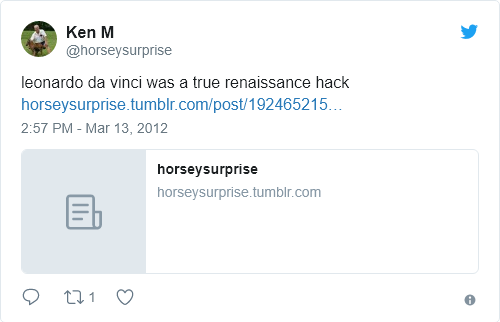 Ken M
@horseysurprise
leonardo da vinci was a true renaissance hack
horseysurprise.tumblr.com/post/192465215…
2:57 PM - Mar 13, 2012
horseysurprise
horseysurprise.tumblr.com
1